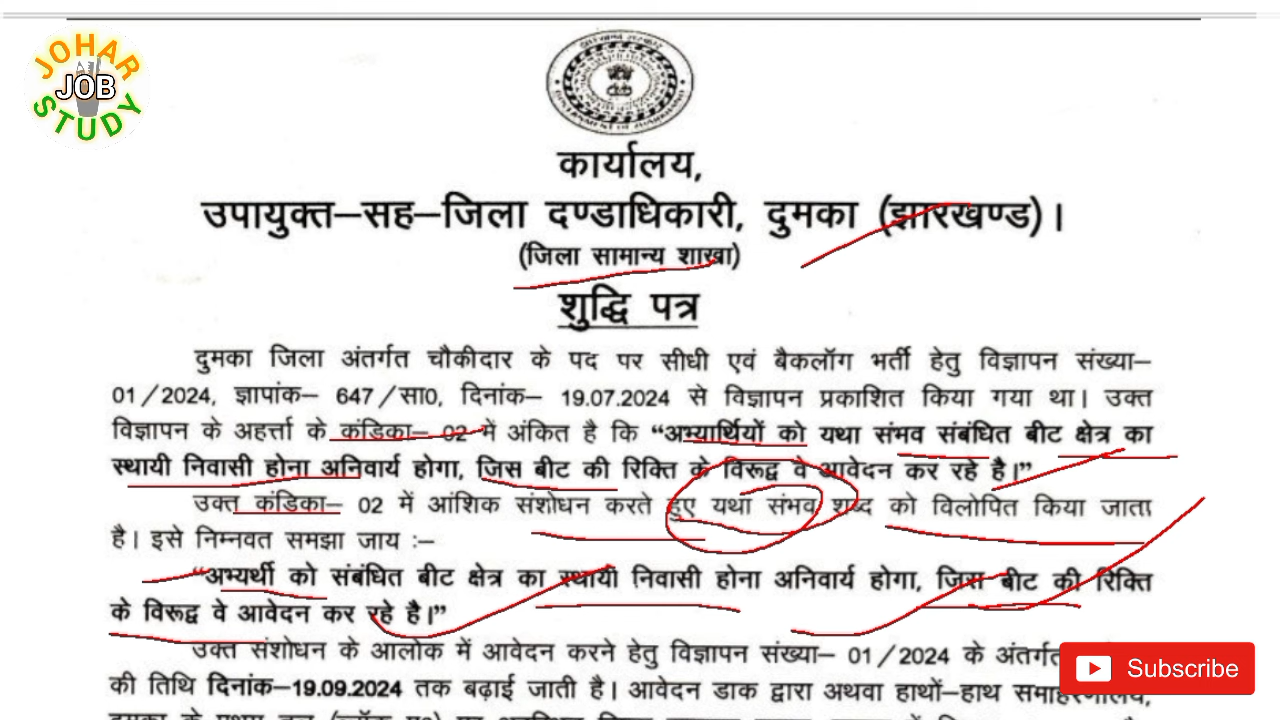 JOHAR
JOB
STUDY
कार्यालय,
उपायुक्त–सह–जिला दण्डाधिकारी, दुमका (झारखण्ड)।
(जिला सामान्य शाखा)
शुद्धि पत्र
दुमका जिला अंतर्गत चौकीदार के पद पर सीधी एवं बैकलॉग भर्ती हेतु विज्ञापन संख्या–
01/2024, ज्ञापांक– 647/सा0, दिनांक– 19.07.2024 से विज्ञापन प्रकाशित किया गया था। उक्त
विज्ञापन के अहर्त्ता के कंडिका– 02 में अंकित है कि “अभ्यार्थियों को यथा संभव संबंधित बीट क्षेत्र का
स्थायी निवासी होना अनिवार्य होगा, जिस बीट की रिक्ति के विरूद्व वे आवेदन कर रहे है।”
उक्त कंडिका– 02 में आंशिक संशोधन करते हुए यथा संभव शब्द को विलोपित किया जाता
है। इसे निम्नवत समझा जाय :–
“अभ्यर्थी को संबंधित बीट क्षेत्र का स्थायी निवासी होना अनिवार्य होगा, जिस बीट की रिक्ति
के विरूद्व वे आवेदन कर रहे है।”
उक्त संशोधन के आलोक में आवेदन करने हेतु विज्ञापन संख्या– 01/2024 के अंतर्गत
की तिथि दिनांक–19.09.2024 तक बढ़ाई जाती है। आवेदन डाक द्वारा अथवा हाथों–हाथ समाहरणालय,
Subscribe